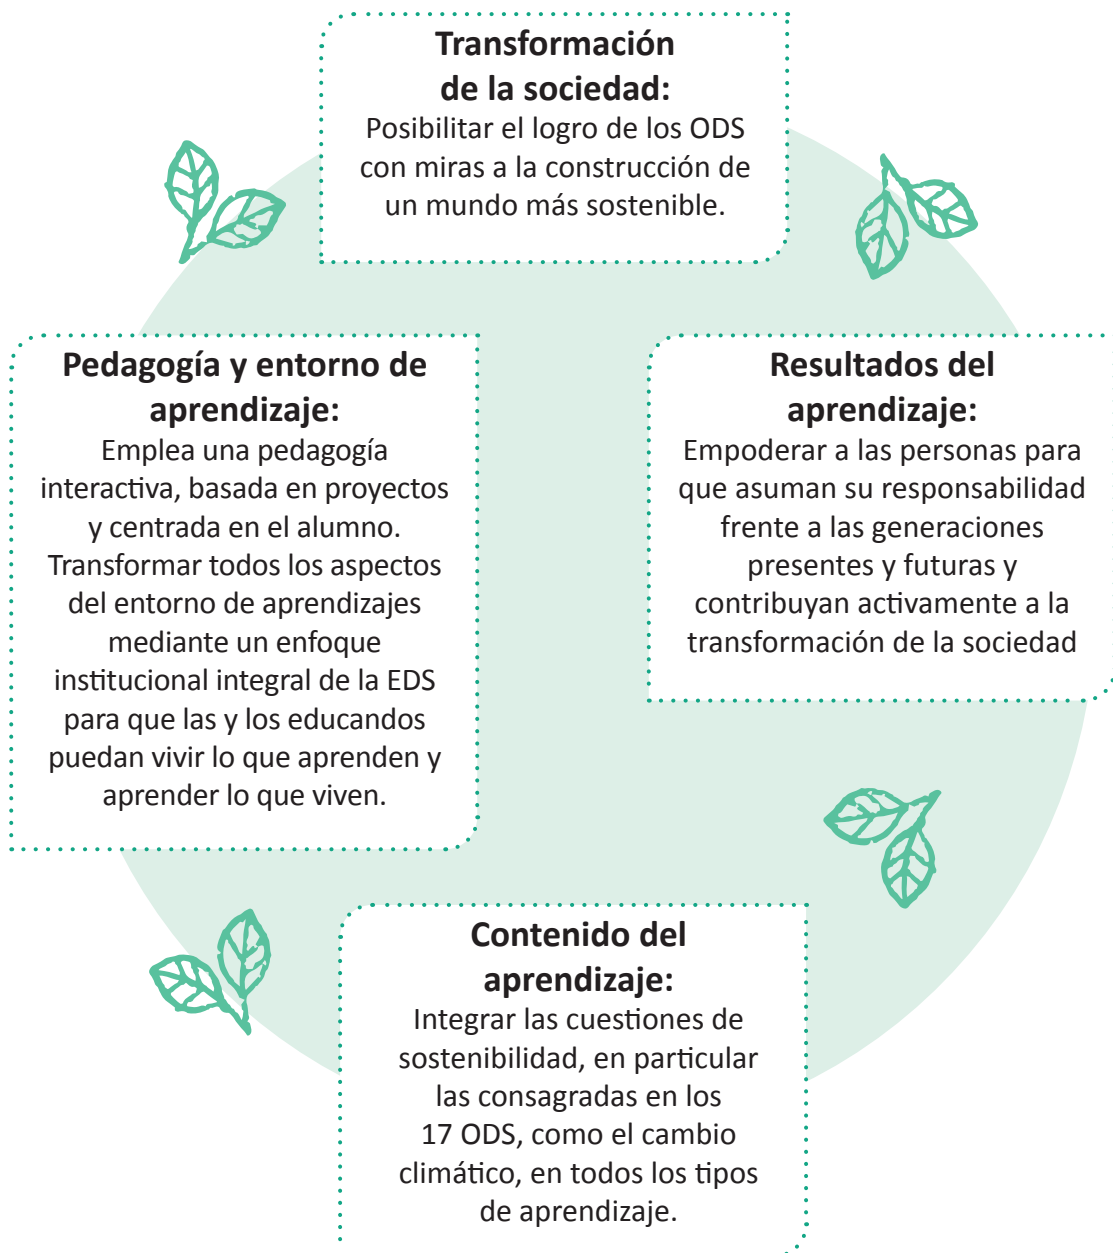 Transformación
de la sociedad:
Posibilitar el logro de los ODS
con miras a la construcción de
un mundo más sostenible.
Pedagogía y entorno de
aprendizaje:
Emplea una pedagogía
interactiva, basada en proyectos
y centrada en el alumno.
Transformar todos los aspectos
del entorno de aprendizajes
mediante un enfoque
institucional integral de la EDS
para que las y los educandos
puedan vivir lo que aprenden y
aprender lo que viven.
Resultados del
aprendizaje:
Empoderar a las personas para
que asuman su responsabilidad
frente a las generaciones
presentes y futuras y
contribuyan activamente a la
transformación de la sociedad
Contenido del
aprendizaje:
Integrar las cuestiones de
sostenibilidad, en particular
las consagradas en los
17 ODS, como el cambio
climático, en todos los tipos
de aprendizaje.